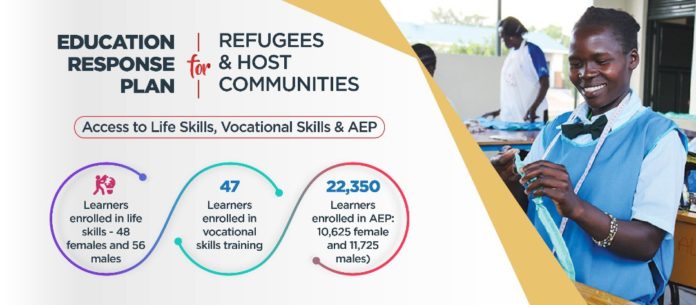 EDUCATION
RESPONSE
PLAN
for
REFUGEES
& HOST
COMMUNITIES
Access to Life Skills, Vocational Skills & AEP
Learners
enrolled in life
skills - 48
females and 56
males
47
Learners
enrolled in
vocational
skills training
22,350
Learners
enrolled in AEP:
10,625 female
and 11,725
males)